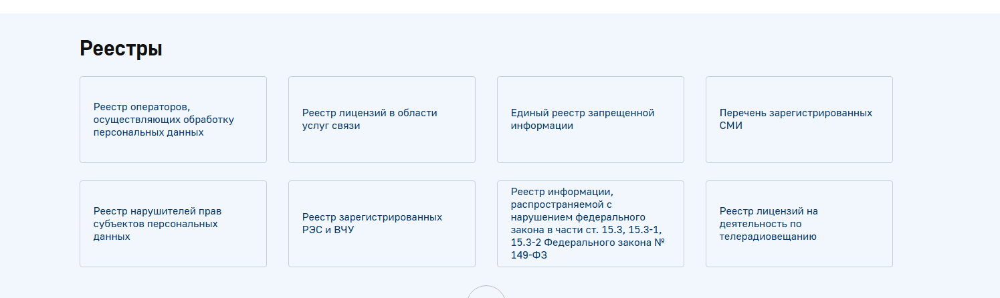 Реестры
Реестр операторов,
осуществляющих обработку
персональных данных
Реестр лицензий в области
услуг связи
Единый реестр запрещенной
информации
Перечень зарегистрированных
СМИ
Реестр нарушителей прав
субъектов персональных
данных
Реестр зарегистрированных
РЭС и ВЧУ
Реестр информации,
распространяемой с
нарушением федерального
закона в части ст. 15.3, 15.3-1,
15.3-2 Федерального закона №
149-ФЗ
Реестр лицензий на
деятельность по
телерадиовещанию